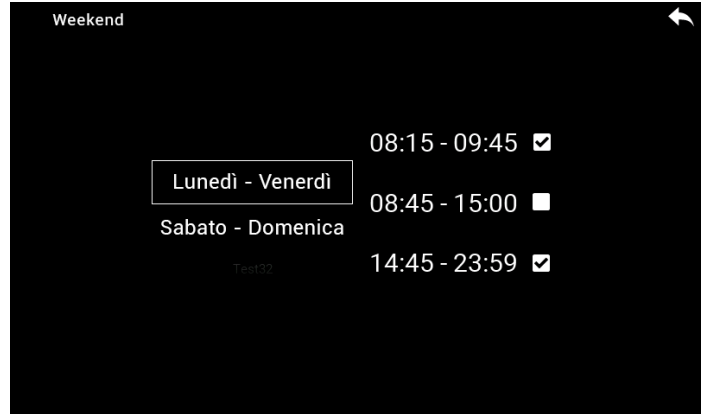 Weekend
Lunedì - Venerdì
Sabato - Domenica
Test32
08:15 - 09:45
08:45 - 15:00
14:45 - 23:59